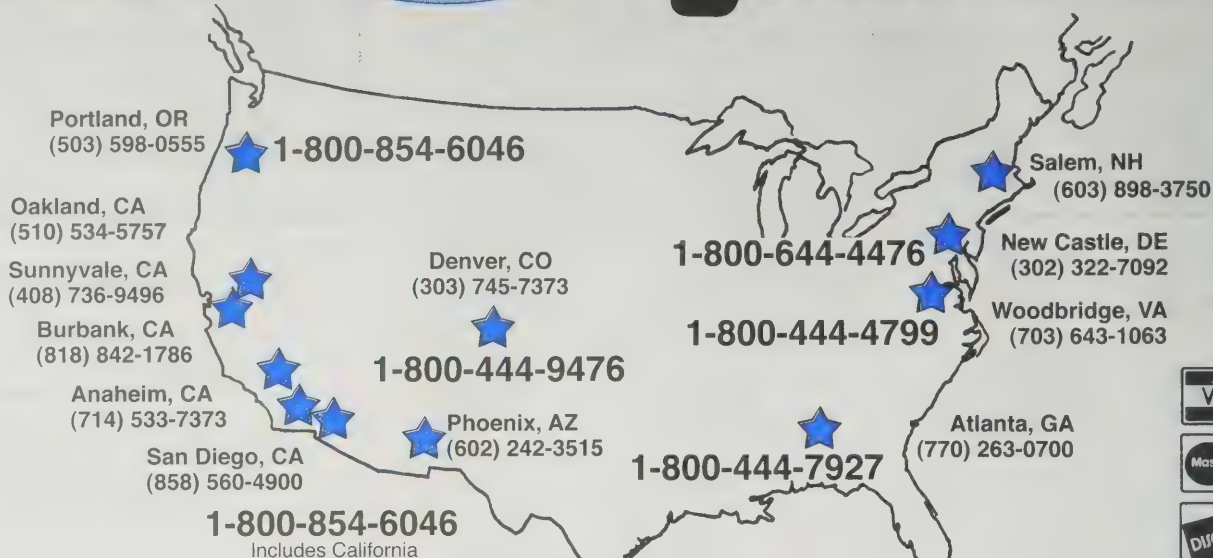 Portland, OR
(503) 598-0555
1-800-854-6046
Oakland, CA
(510) 534-5757
Sunnyvale, CA
(408) 736-9496
Burbank, CA
(818) 842-1786
Anaheim, CA
(714) 533-7373
San Diego, CA
(858) 560-4900
1-800-854-6046
Includes California
Denver, CO
(303) 745-7373
1-800-444-9476
Phoenix, AZ
(602) 242-3515
Salem, NH
(603) 898-3750
1-800-644-4476
New Castle, DE
(302) 322-7092
1-800-444-4799
Woodbridge, VA
(703) 643-1063
Atlanta, GA
(770) 263-0700
1-800-444-7927
V
Mas
DIS